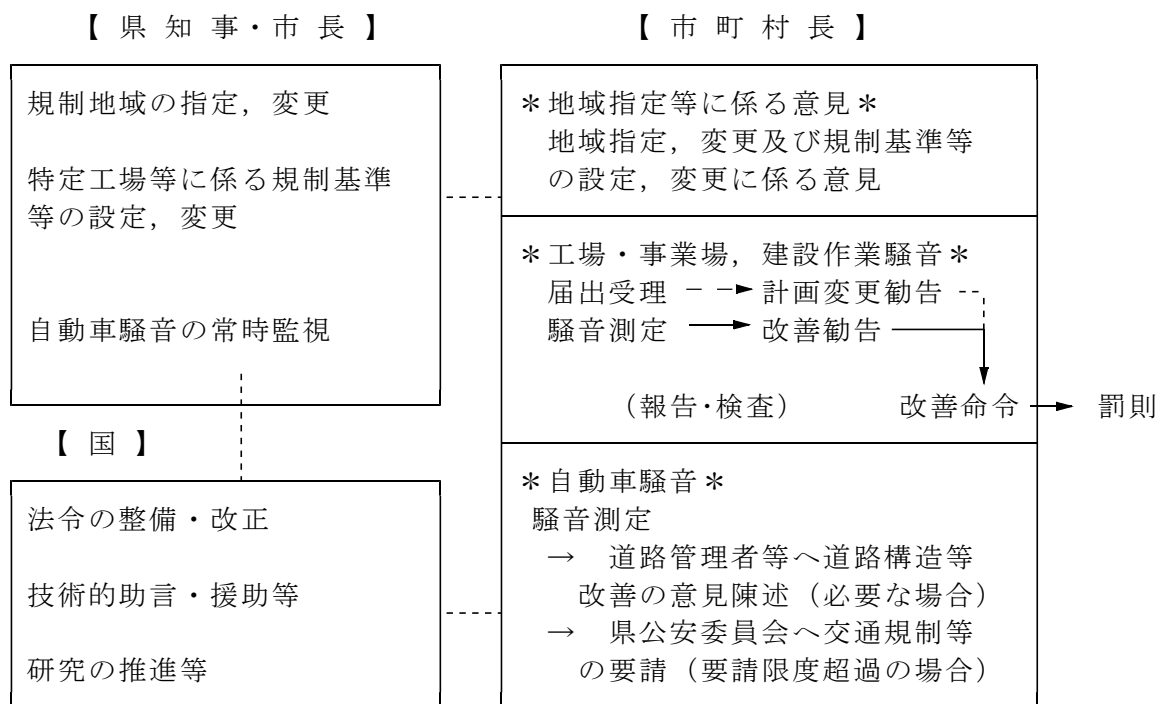 【 県 知 事・市 長 】
規制地域の指定，変更
特定工場等に係る規制基準
等の設定，変更
自動車騒音の常時監視
【 国 】
法令の整備・改正
技術的助言・援助等
研究の推進等
【 市 町 村 長 】
＊地域指定等に係る意見＊
地域指定，変更及び規制基準等
の設定，変更に係る意見
＊工場・事業場，建設作業騒音＊
届出受理 計画変更勧告
騒音測定 改善勧告
（報告・検査） 改善命令 罰則
＊自動車騒音＊
騒音測定
→ 道路管理者等へ道路構造等
改善の意見陳述（必要な場合）
→ 県公安委員会へ交通規制等
の要請（要請限度超過の場合）